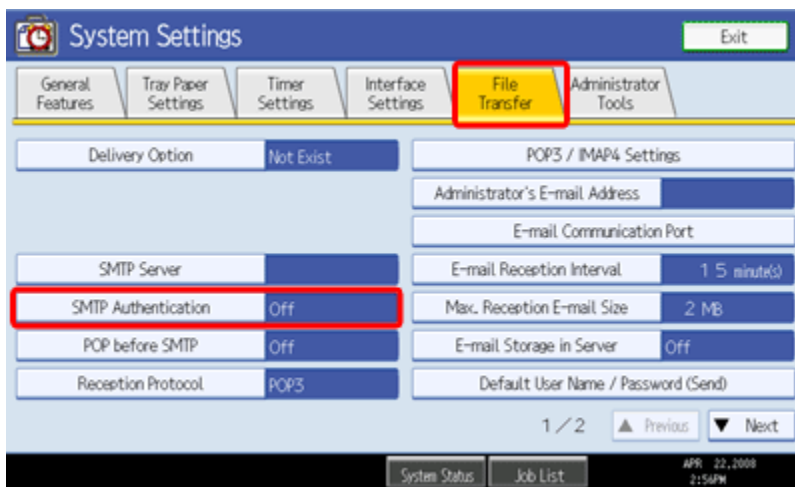 System Settings
Exit
General
Features
Tray Paper
Settings
Timer
Settings
Interface
Settings
File
Transfer
Administrator
Tools
Delivery Option
Not Exist
POP3 / IMAP4 Settings
Administrator's E-mail Address
E-mail Communication Port
SMTP Server
E-mail Reception Interval
15 minute(s)
SMTP Authentication
Off
Max. Reception E-mail Size
2 MB
POP before SMTP
Off
E-mail Storage in Server
Off
Reception Protocol
POP3
Default User Name / Password (Send)
1/2
▲ Previous
▼ Next
System Status
Job List
APR 22,2008
2:56PM